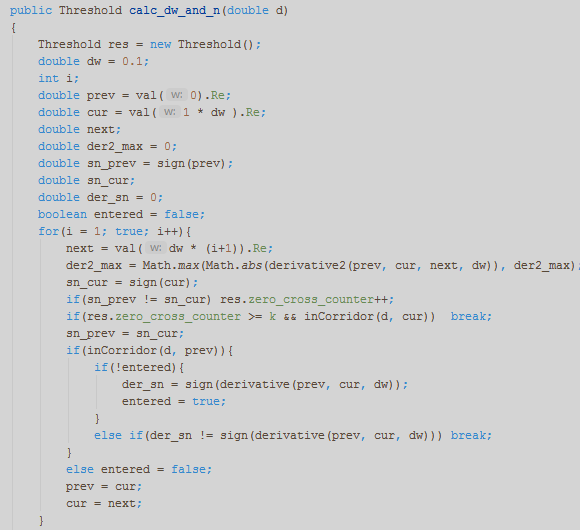 public Threshold calc_dw_and_n(double d)
{
    Threshold res = new Threshold();
    double dw = 0.1;
    int i;
    double prev = val( w: 0).Re;
    double cur = val( w: 1 * dw ).Re;
    double next;
    double der2_max = 0;
    double sn_prev = sign(prev);
    double sn_cur;
    double der_sn = 0;
    boolean entered = false;
    for(i = 1; true; i++){
        next = val( w: dw * (i+1)).Re;
        der2_max = Math.max(Math.abs(derivative2(prev, cur, next, dw)), der2_max);
        sn_cur = sign(cur);
        if(sn_prev != sn_cur) res.zero_cross_counter++;
        if(res.zero_cross_counter >= k && inCorridor(d, cur))  break;
        sn_prev = sn_cur;
        if(inCorridor(d, prev)){
            if(!entered){
                der_sn = sign(derivative(prev, cur, dw));
                entered = true;
            }
            else if(der_sn != sign(derivative(prev, cur, dw))) break;
        }
        else entered = false;
        prev = cur;
        cur = next;
    }